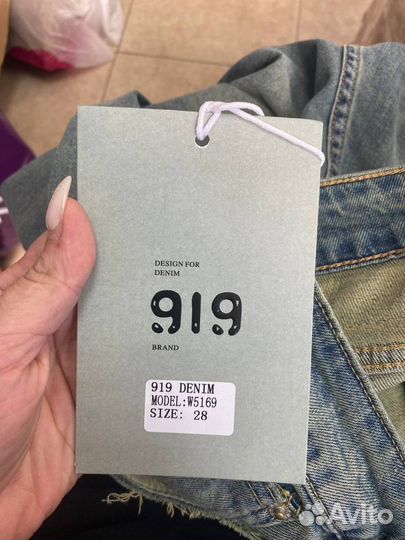 DESIGN FOR
DENIM
919
BRAND
919 DENIM
MODEL:W5169
SIZE: 28
Avito